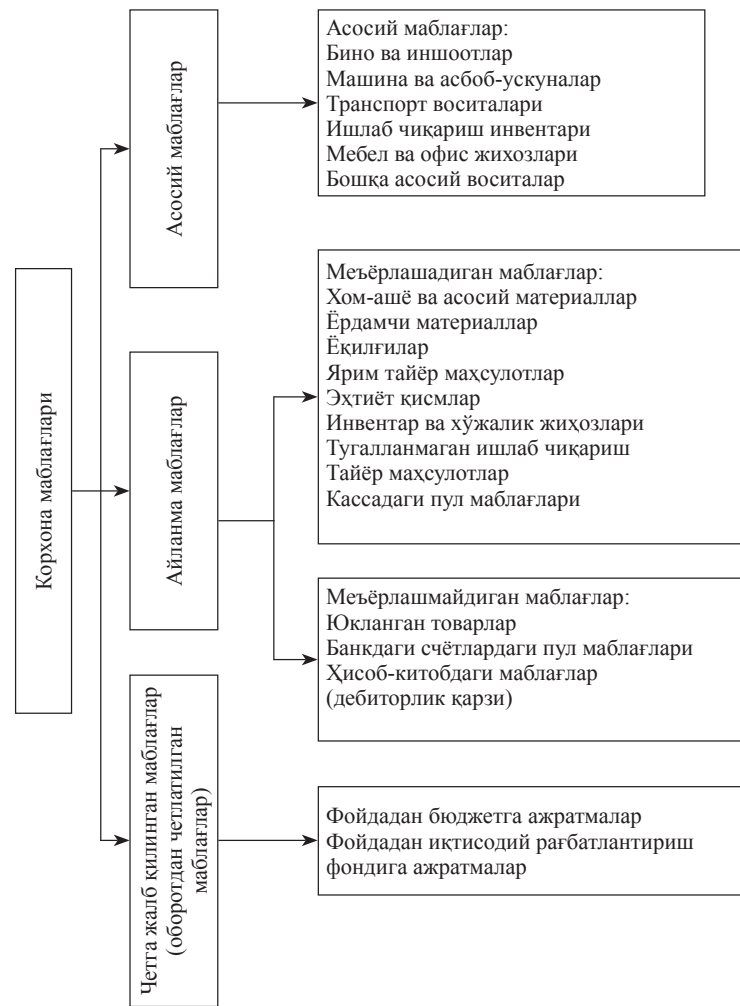 Корхона маблағлари
Асосий маблағлар
Асосий маблағлар:
Бино ва иншоотлар
Машина ва асбоб-ускуналар
Транспорт воситалари
Ишлаб чиқариш инвентари
Мебел ва офис жихозлари
Бошқа асосий воситалар
Айланма маблағлар
Меъёрлашадиган маблағлар:
Хом-ашё ва асосий материаллар
Ёрдамчи материаллар
Ёқилғилар
Ярим тайёр маҳсулотлар
Эҳтиёт қисмлар
Инвентар ва хўжалик жиҳозлари
Тугалланмаган ишлаб чиқариш
Тайёр маҳсулотлар
Кассадаги пул маблағлари
Меъёрлашмайдиган маблағлар:
Юкланган товарлар
Банкдаги счётлардаги пул маблағлари
Ҳисоб-китобдаги маблағлар
(дебиторлик қарзи)
Четга жалб қилинган маблағлар
(оборотдан четлатилган
маблағлар)
Фойдадан бюджетга ажратмалар
Фойдадан иқтисодий рағбатлантириш
фондига ажратмалар